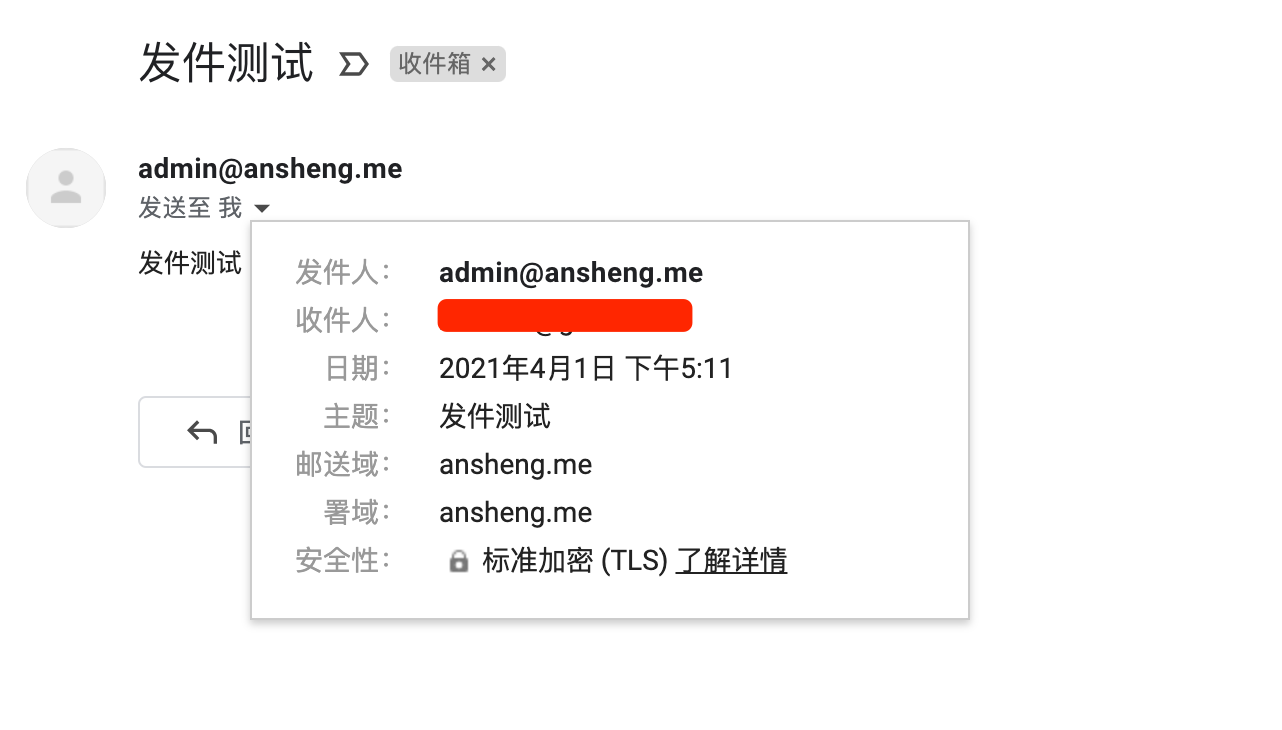 发件测试 收件箱 ×
admin@ansheng.me
发送至 我
发件测试
发件人: admin@ansheng.me
收件人:
日期: 2021年4月1日 下午5:11
主题: 发件测试
邮送域: ansheng.me
署域: ansheng.me
安全性: 标准加密 (TLS) 了解详情